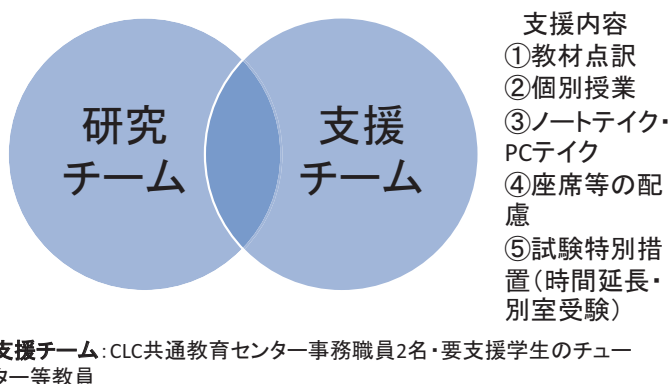 研究
チーム
支援
チーム
支援内容
①教材点訳
②個別授業
③ノートテイク・
PCテイク
④座席等の配
慮
⑤試験特別措
置(時間延長・
別室受験)
支援チーム:CLC共通教育センター事務職員2名・要支援学生のチュー
ター等教員